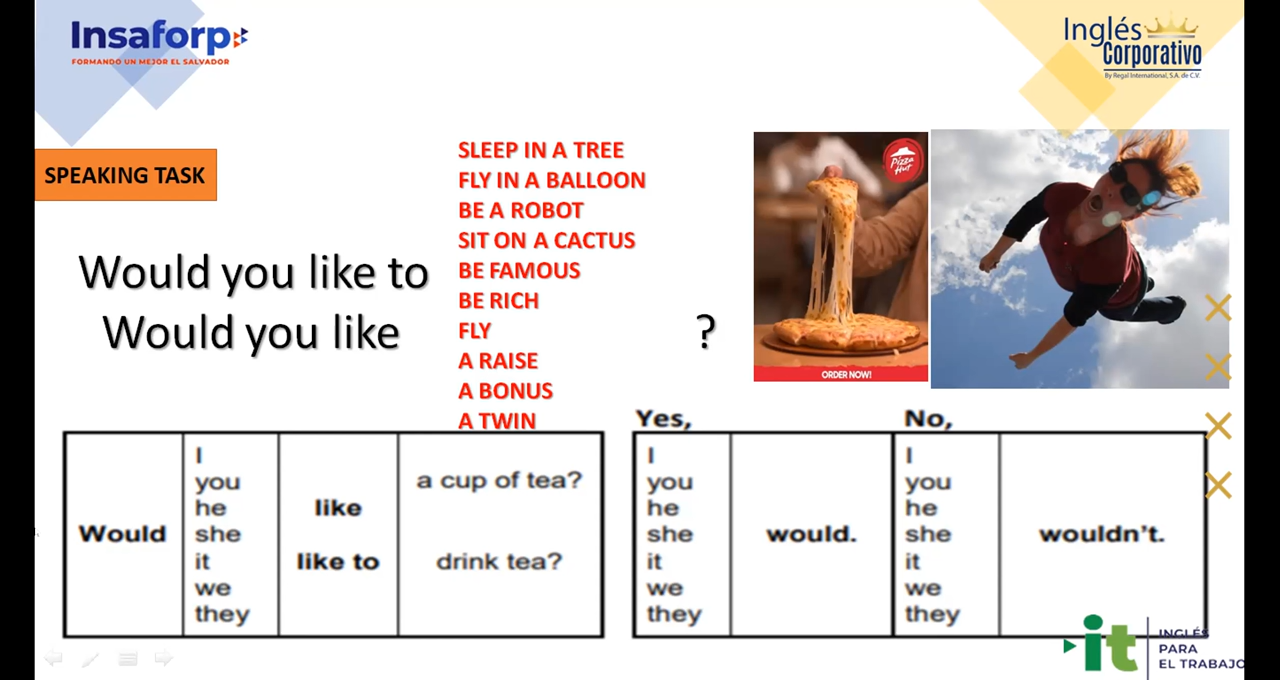 Insaforp
FORMANDO UN MEJOR EL SALVADOR
Inglés
Corporativo
By Regal International, S.A. de C.V.
SPEAKING TASK
Would you like to
Would you like
SLEEP IN A TREE
FLY IN A BALLOON
BE A ROBOT
SIT ON A CACTUS
BE FAMOUS
BE RICH
FLY
A RAISE
A BONUS
A TWIN
?
Pizza
Hut
ORDER NOW!
Would
I
you
he
she
it
we
they
like
like to
a cup of tea?
drink tea?
Yes,
I
you
he
she
it
we
they
would.
No,
I
you
he
she
it
we
they
wouldn't.
it
INGLÉS
PARA
EL TRABAJO